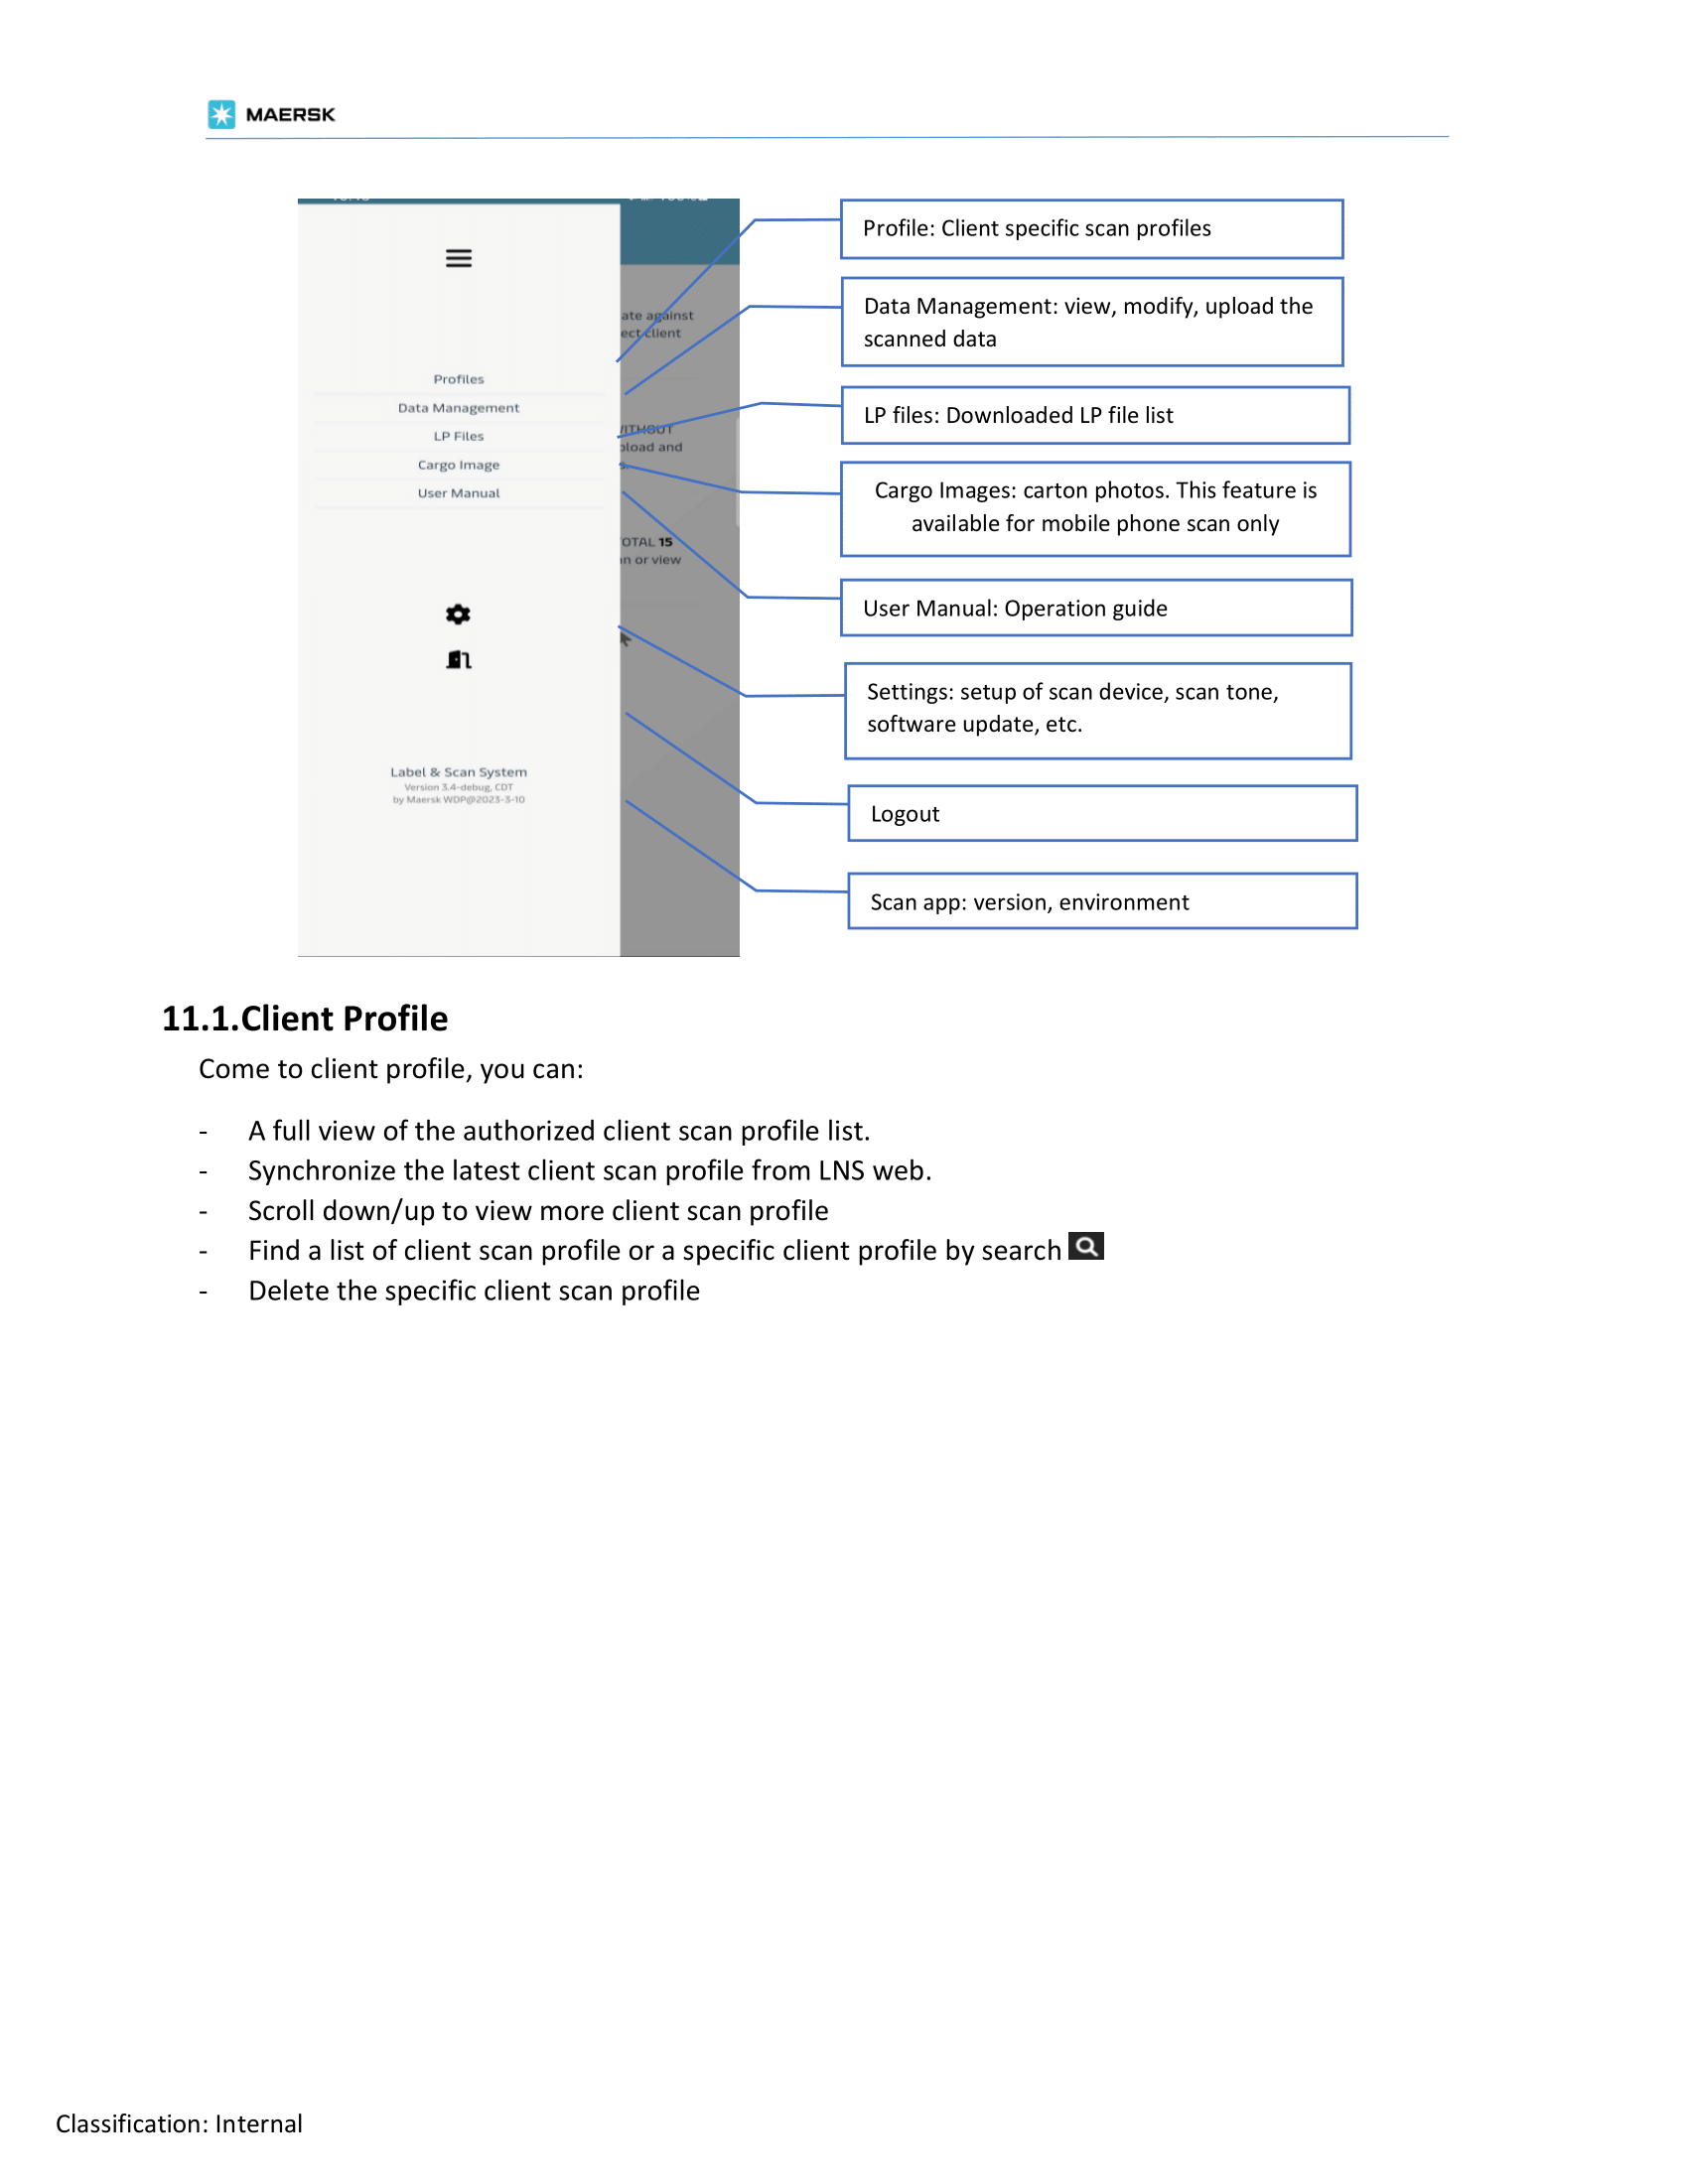 MAERSK
Profiles
Data Management
LP Files
Cargo Image
User Manual
Label & Scan System
Version 3.4-debug, CDT
by Maersk WDP@2023-3-10
ate against
ect client
ITHOUT
load and
OTAL 15
n or view
Profile: Client specific scan profiles
Data Management: view, modify, upload the
scanned data
LP files: Downloaded LP file list
Cargo Images: carton photos. This feature is
available for mobile phone scan only
User Manual: Operation guide
Settings: setup of scan device, scan tone,
software update, etc.
Logout
Scan app: version, environment
11.1.Client Profile
Come to client profile, you can:
- A full view of the authorized client scan profile list.
- Synchronize the latest client scan profile from LNS web.
- Scroll down/up to view more client scan profile
- Find a list of client scan profile or a specific client profile by search
- Delete the specific client scan profile
Classification: Internal